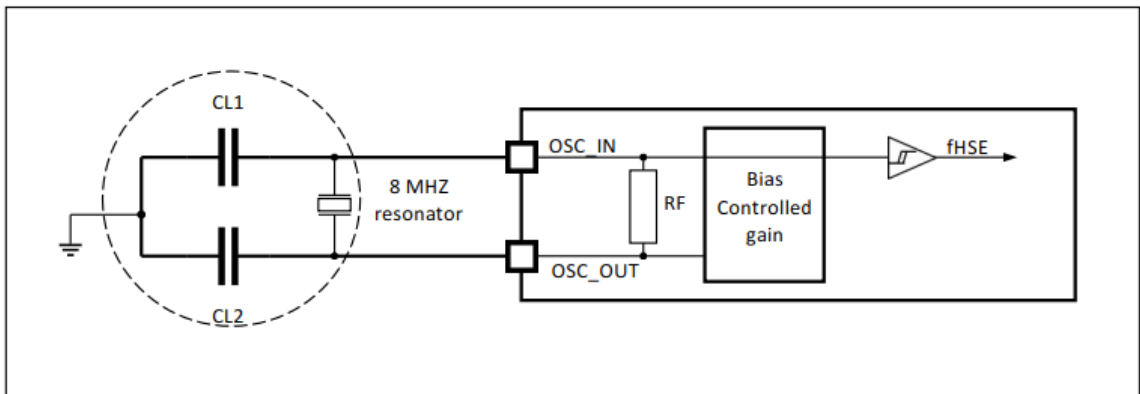 CL1
OSC_IN
fHSE
8 MHZ
resonator
RF
Bias
Controlled
gain
OSC_OUT
CL2